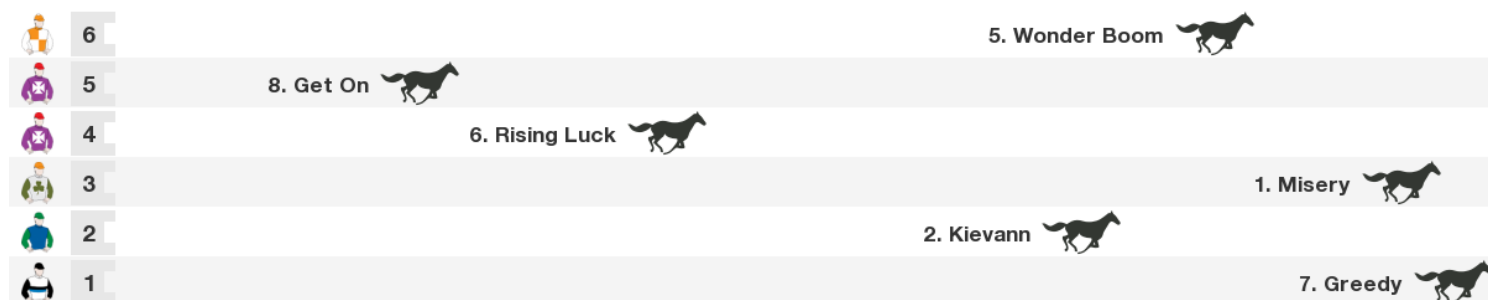 6 5. Wonder Boom
5 8. Get On
4 6. Rising Luck
3 1. Misery
2 2. Kievann
1 7. Greedy